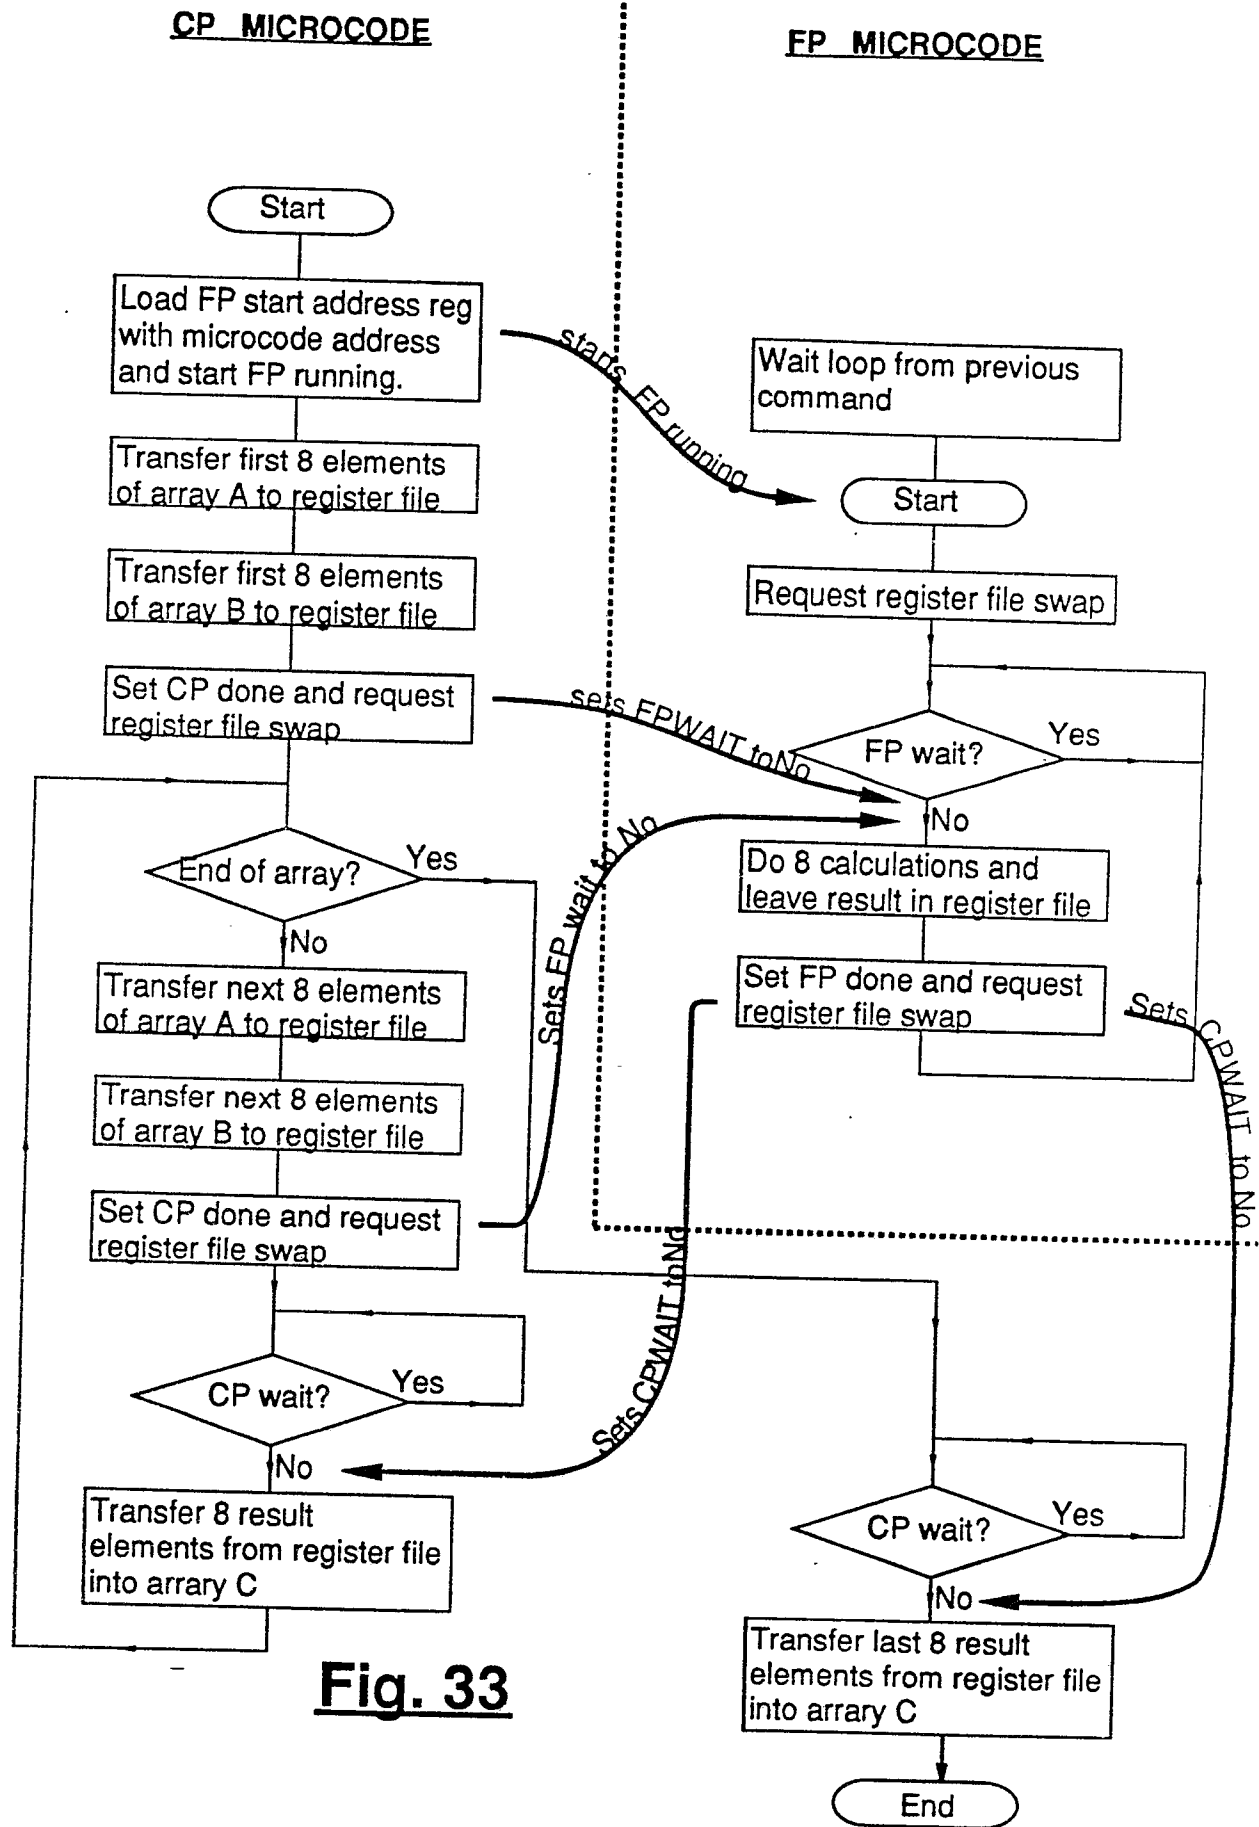 CP MICROCODE
Start
Load FP start address reg
with microcode address
and start FP running.
Transfer first 8 elements
of array A to register file
Transfer first 8 elements
of array B to register file
Set CP done and request
register file swap
End of array?
Yes
No
Transfer next 8 elements
of array A to register file
Transfer next 8 elements
of array B to register file
Set CP done and request
register file swap
CP wait?
Yes
No
Transfer 8 result
elements from register file
into arrary C
starts FP running
sets FPWAIT toNo
Sets FP wait to No
Sets CPWAIT toNo
FP MICROCODE
Wait loop from previous
command
Start
Request register file swap
FP wait?
Yes
No
Do 8 calculations and
leave result in register file
Set FP done and request
register file swap
Sets CPWAIT to No
CP wait?
Yes
No
Transfer last 8 result
elements from register file
into arrary C
End
Fig. 33